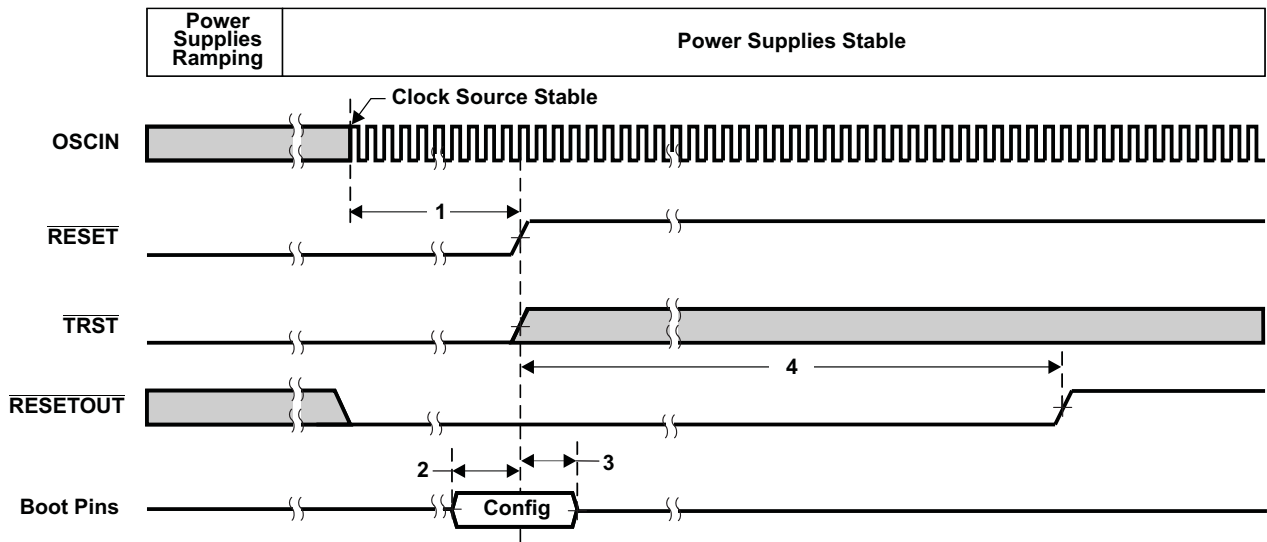 Power
Supplies
Ramping
Power Supplies Stable
Clock Source Stable
OSCIN
1
RESET
TRST
4
RESETOUT
2
3
Boot Pins
Config